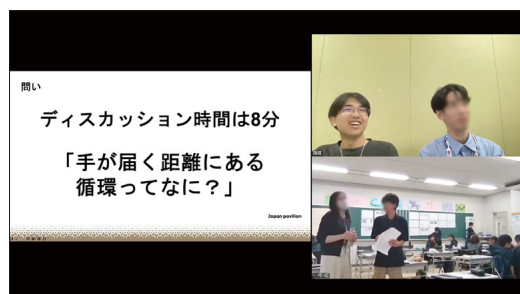 問い
ディスカッション時間は8分
「手が届く距離にある
循環ってなに？」
Japan pavilion